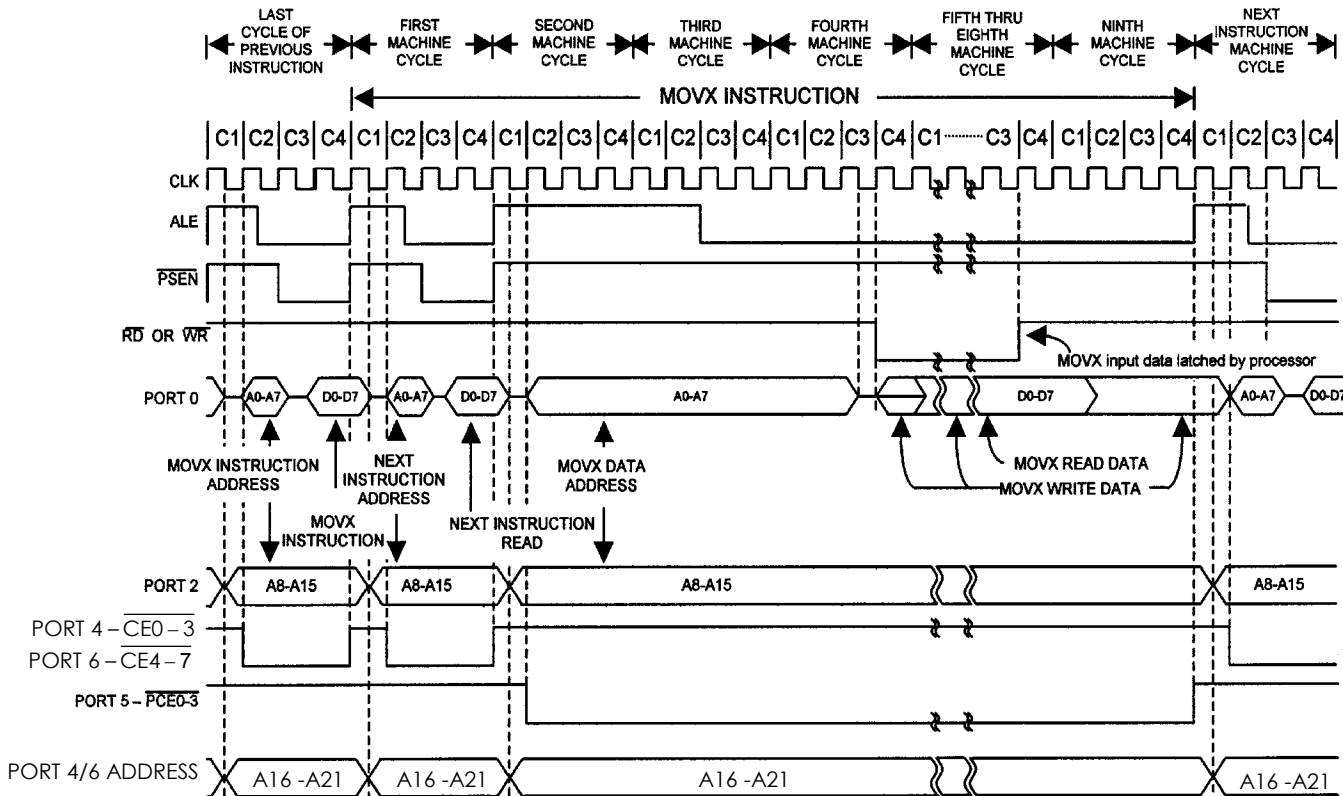 LAST CYCLE OF PREVIOUS INSTRUCTION
FIRST MACHINE CYCLE
SECOND MACHINE CYCLE
THIRD MACHINE CYCLE
FOURTH MACHINE CYCLE
FIFTH THRU EIGHTH MACHINE CYCLE
NINTH MACHINE CYCLE
NEXT INSTRUCTION MACHINE CYCLE
MOVX INSTRUCTION
C1 C2 C3 C4 C1 C2 C3 C4 C1 C2 C3 C4 C1 C2 C3 C4 C1 C2 C3 C4 C1 ········ C3 C4 C1 C2 C3 C4 C1 C2 C3 C4
CLK
ALE
PSEN
RD OR WR
MOVX input data latched by processor
PORT 0 A0-A7 D0-D7 A0-A7 D0-D7 A0-A7 D0-D7 A0-A7 D0-D7
MOVX INSTRUCTION ADDRESS
NEXT INSTRUCTION ADDRESS
MOVX DATA ADDRESS
MOVX READ DATA
MOVX WRITE DATA
MOVX INSTRUCTION
NEXT INSTRUCTION READ
PORT 2 A8-A15 A8-A15 A8-A15 A8-A15
PORT 4 – CE0 – 3
PORT 6 – CE4 – 7
PORT 5 – PCE0-3
PORT 4/6 ADDRESS A16 -A21 A16 -A21 A16 -A21 A16 -A21